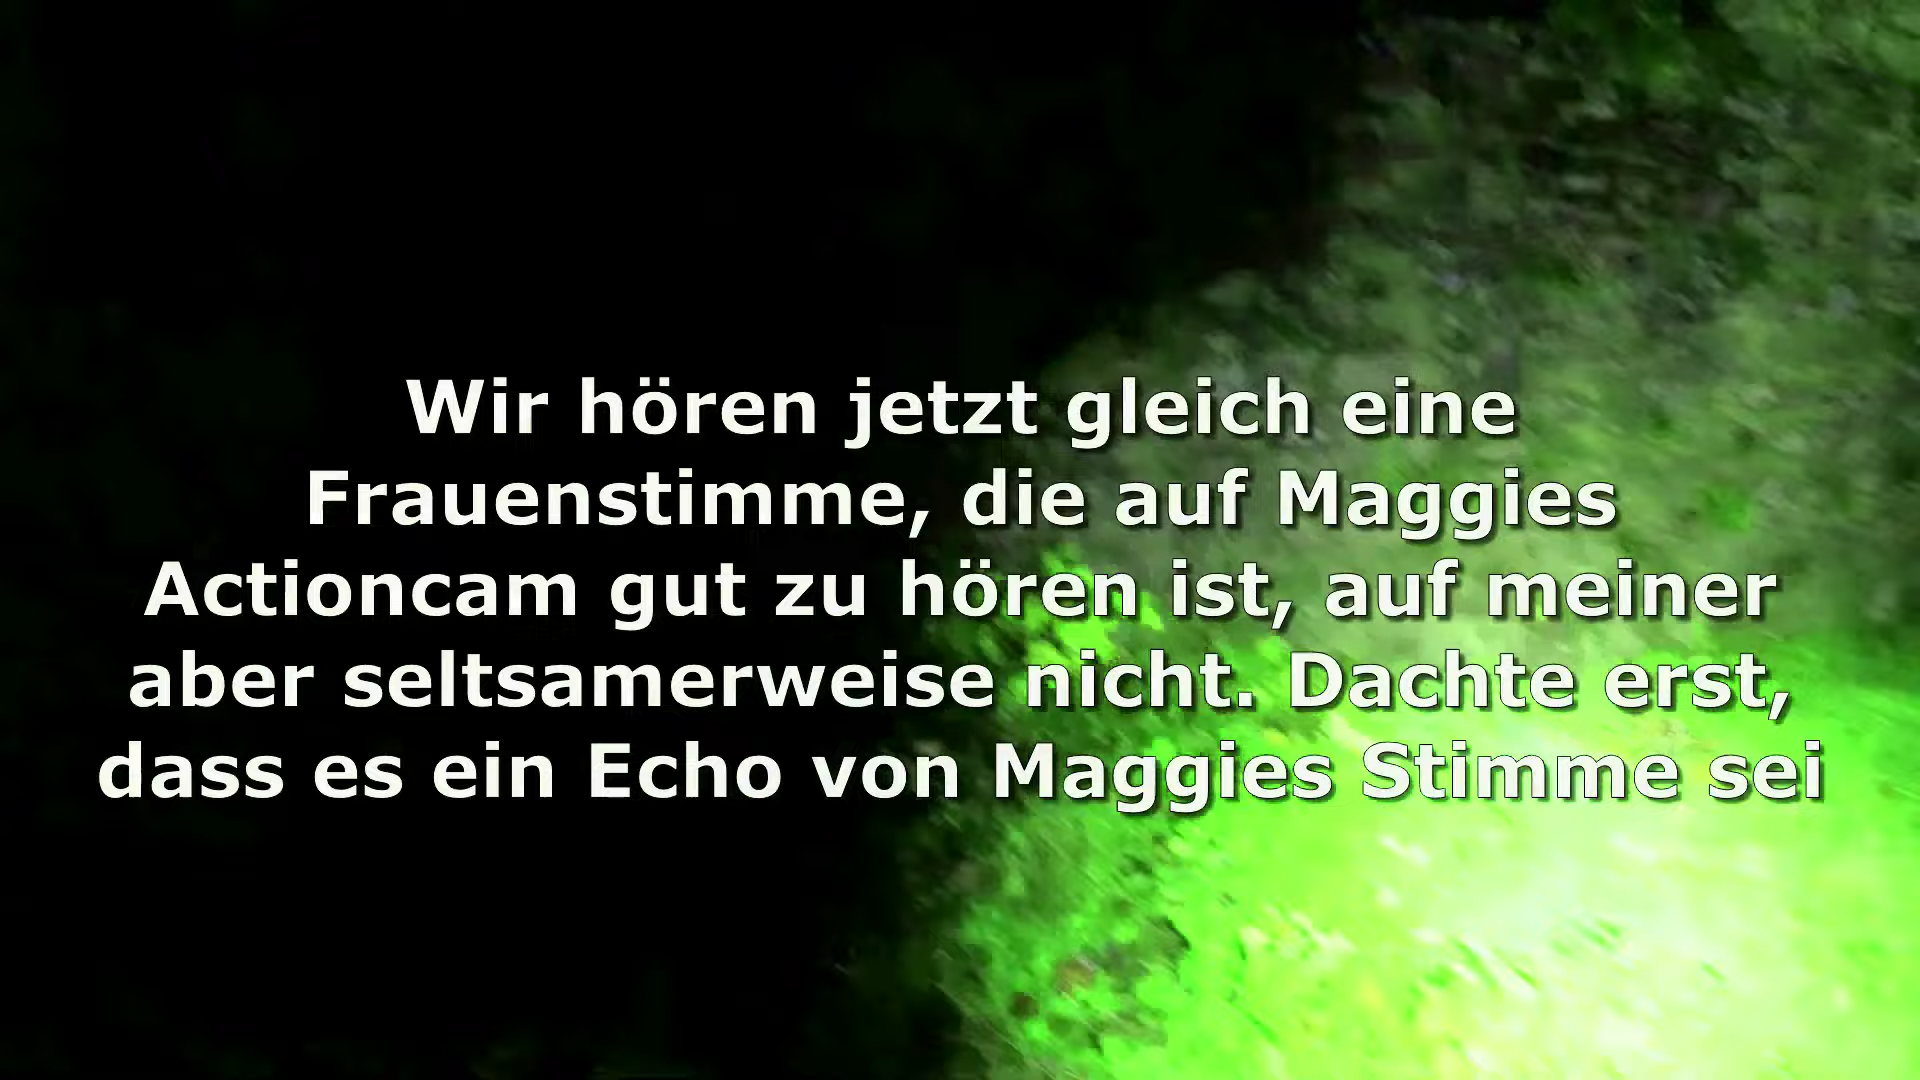 Wir hören jetzt gleich eine
Frauenstimme, die auf Maggies
Actioncam gut zu hören ist, auf meiner
aber seltsamerweise nicht. Dachte erst,
dass es ein Echo von Maggies Stimme sei